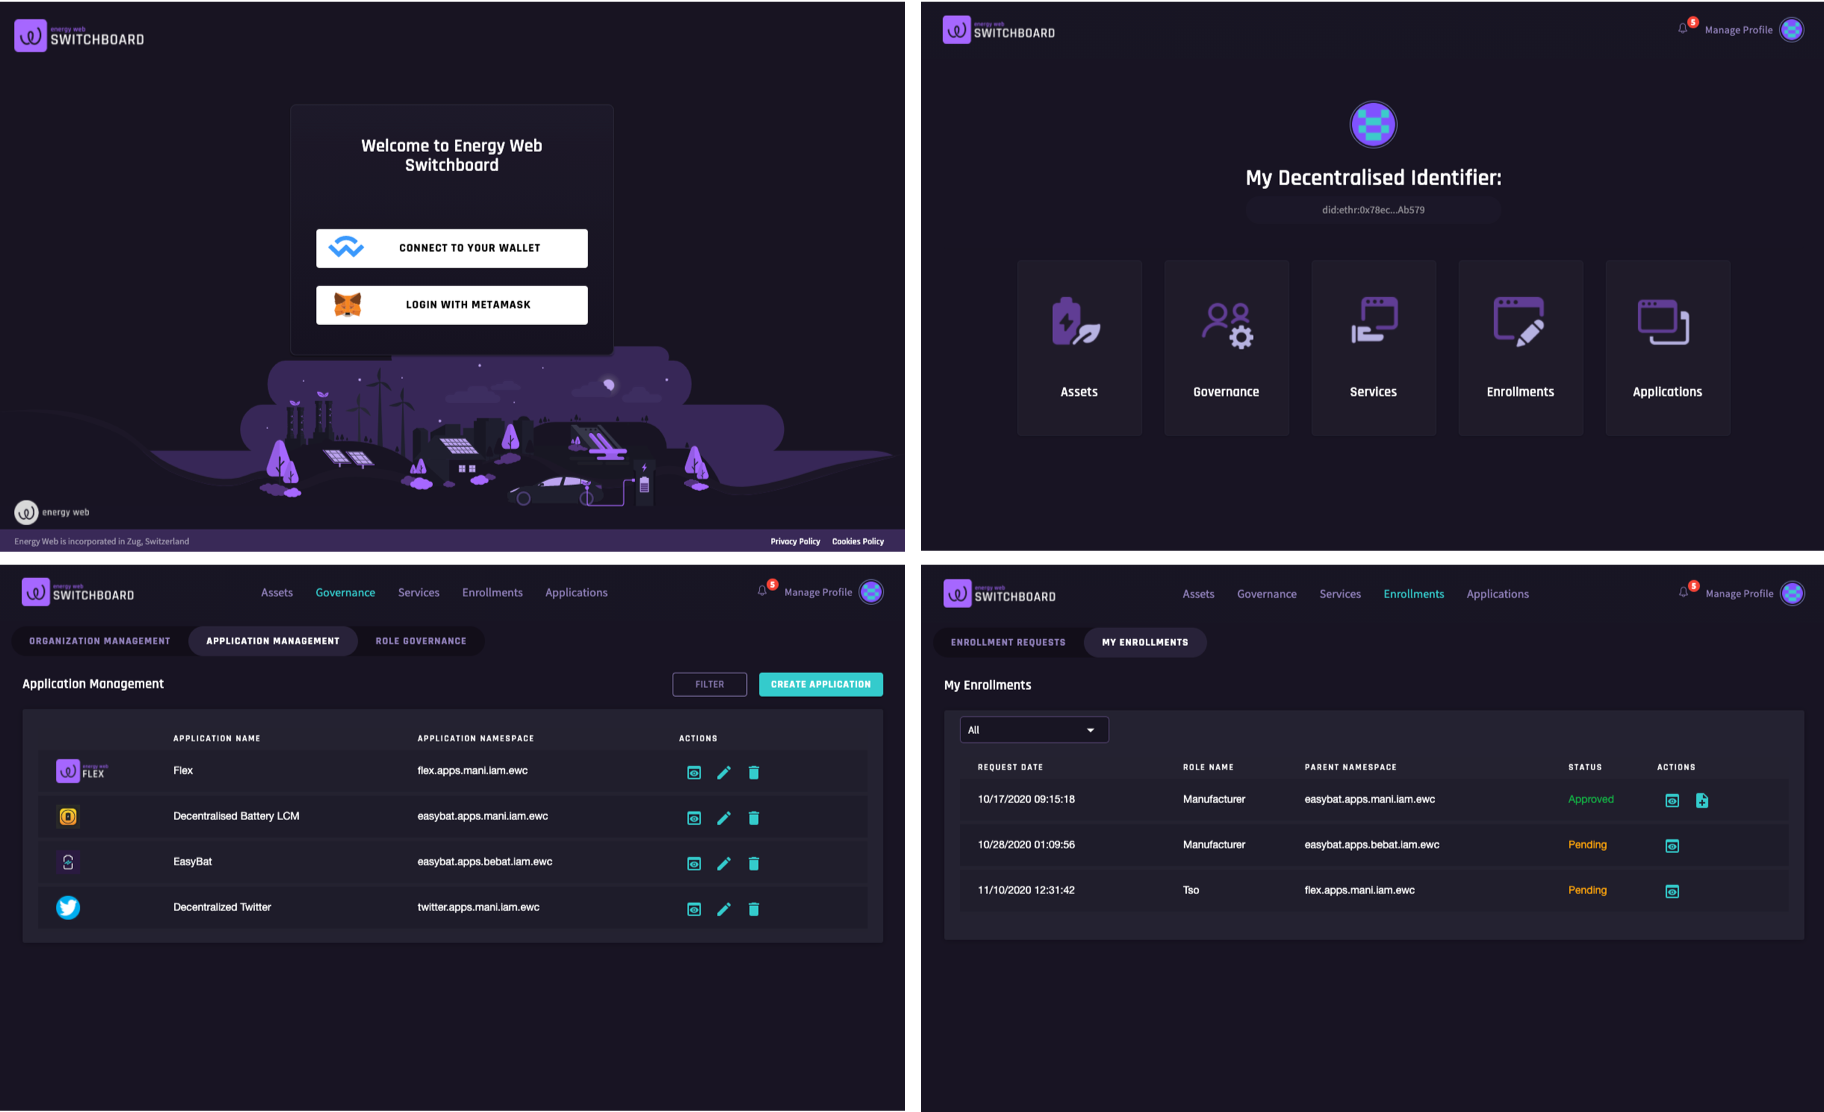 energy web
SWITCHBOARD
Welcome to Energy Web
Switchboard
CONNECT TO YOUR WALLET
LOGIN WITH METAMASK
energy web
Energy Web is incorporated in Zug, Switzerland
Privacy Policy Cookies Policy
energy web
SWITCHBOARD
5
Manage Profile
My Decentralised Identifier:
did:ethr:0x78ec...Ab579
Assets
Governance
Services
Enrollments
Applications
energy web
SWITCHBOARD
Assets Governance Services Enrollments Applications
5
Manage Profile
ORGANIZATION MANAGEMENT APPLICATION MANAGEMENT ROLE GOVERNANCE
Application Management
FILTER CREATE APPLICATION
APPLICATION NAME APPLICATION NAMESPACE ACTIONS
energy web
FLEX
Flex flex.apps.mani.iam.ewc
Decentralised Battery LCM easybat.apps.mani.iam.ewc
EasyBat easybat.apps.bebat.iam.ewc
Decentralized Twitter twitter.apps.mani.iam.ewc
energy web
SWITCHBOARD
Assets Governance Services Enrollments Applications
5
Manage Profile
ENROLLMENT REQUESTS MY ENROLLMENTS
My Enrollments
All
REQUEST DATE ROLE NAME PARENT NAMESPACE STATUS ACTIONS
10/17/2020 09:15:18 Manufacturer easybat.apps.mani.iam.ewc Approved
10/28/2020 01:09:56 Manufacturer easybat.apps.bebat.iam.ewc Pending
11/10/2020 12:31:42 Tso flex.apps.mani.iam.ewc Pending